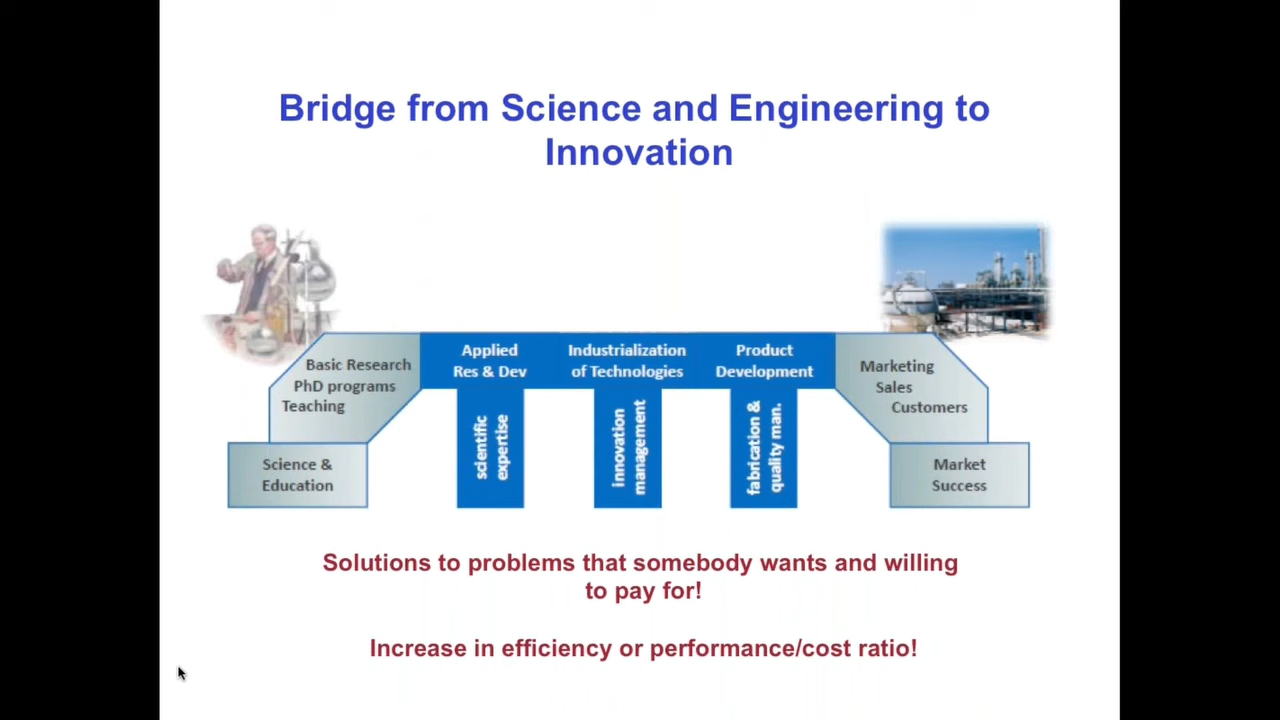 Bridge from Science and Engineering to
Innovation
Basic Research
PhD programs
Teaching
Applied
Res & Dev
Industrialization
of Technologies
Product
Development
Marketing
Sales
Customers
scientific
expertise
innovation
management
fabrication &
quality man.
Science &
Education
Market
Success
Solutions to problems that somebody wants and willing
to pay for!
Increase in efficiency or performance/cost ratio!